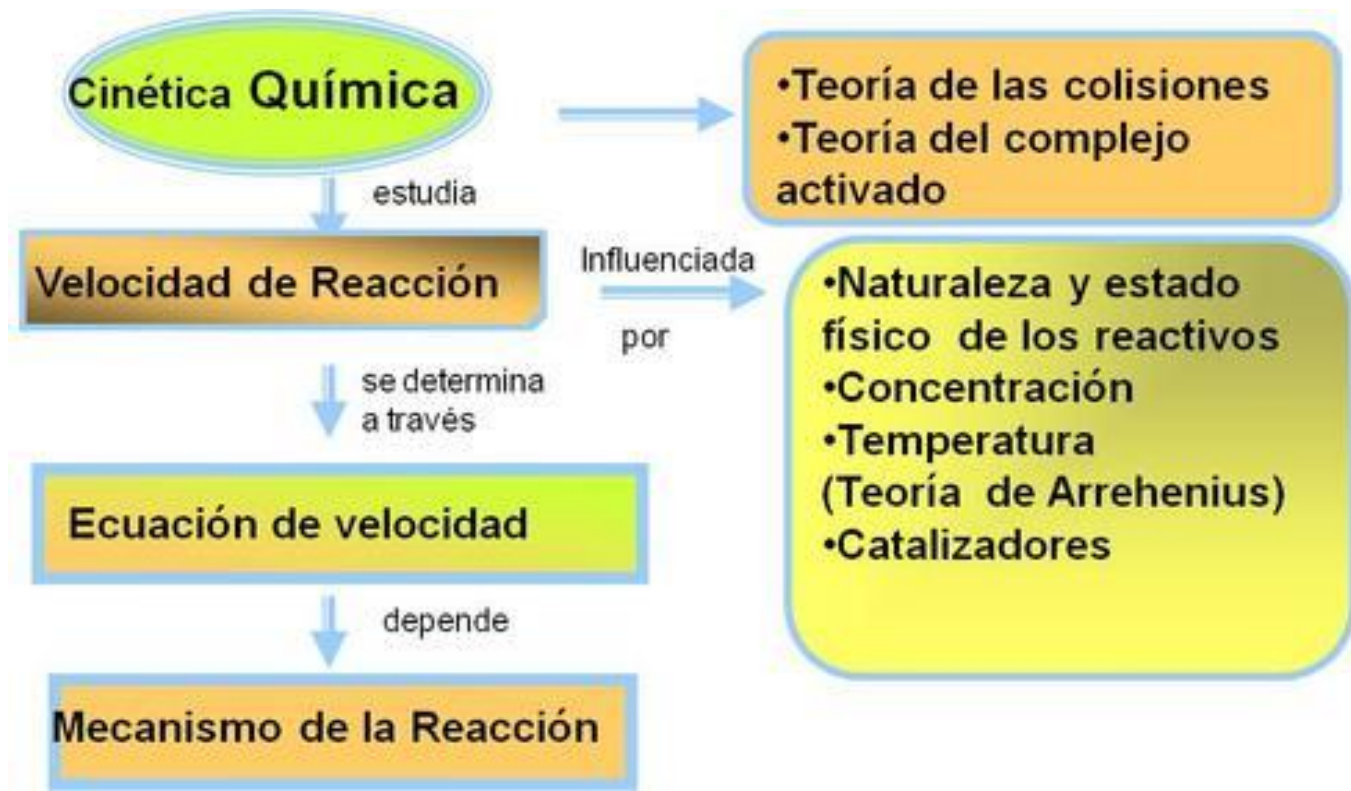 Cinética Química
•Teoría de las colisiones
•Teoría del complejo
activado
estudia
Velocidad de Reacción
Influenciada
por
•Naturaleza y estado
físico de los reactivos
•Concentración
•Temperatura
(Teoría de Arrehenius)
•Catalizadores
se determina
a través
Ecuación de velocidad
depende
Mecanismo de la Reacción